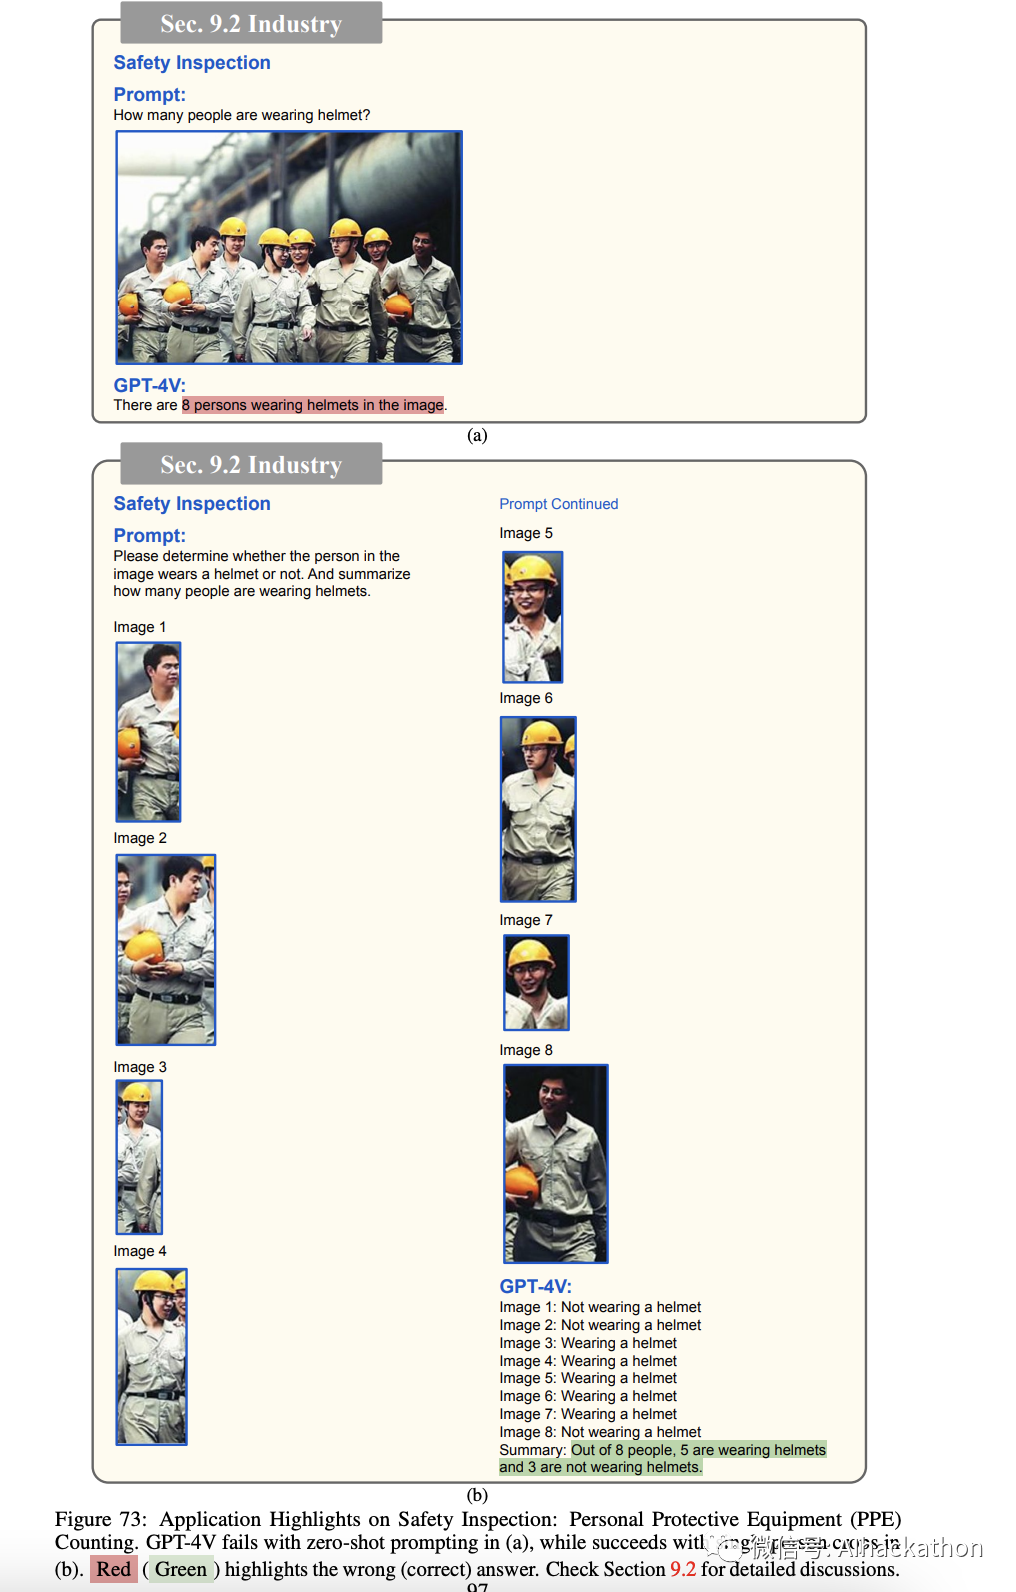 Sec. 9.2 Industry
Safety Inspection
Prompt:
How many people are wearing helmet?
GPT-4V:
There are 8 persons wearing helmets in the image.
(a)
Sec. 9.2 Industry
Safety Inspection
Prompt:
Please determine whether the person in the
image wears a helmet or not. And summarize
how many people are wearing helmets.
Image 1
Image 2
Image 3
Image 4
Prompt Continued
Image 5
Image 6
Image 7
Image 8
GPT-4V:
Image 1: Not wearing a helmet
Image 2: Not wearing a helmet
Image 3: Wearing a helmet
Image 4: Wearing a helmet
Image 5: Wearing a helmet
Image 6: Wearing a helmet
Image 7: Wearing a helmet
Image 8: Not wearing a helmet
Summary: Out of 8 people, 5 are wearing helmets
and 3 are not wearing helmets.
(b)
Figure 73: Application Highlights on Safety Inspection: Personal Protective Equipment (PPE)
Counting. GPT-4V fails with zero-shot prompting in (a), while succeeds with in
微信号: AIhackathon
(b). Red (Green) highlights the wrong (correct) answer. Check Section 9.2 for detailed discussions.
97